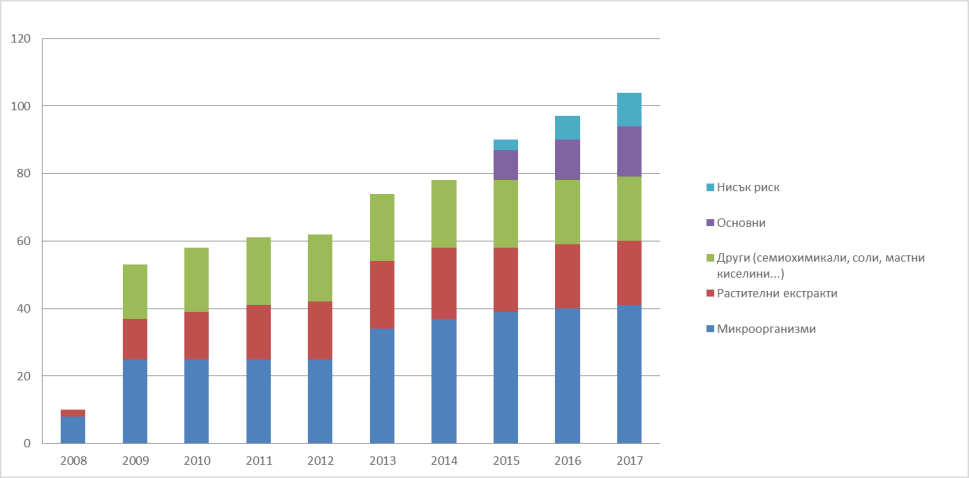 120
100
80
60
40
20
0
2008 2009 2010 2011 2012 2013 2014 2015 2016 2017
Нисък риск
Основни
Други (семиохимикали, соли, мастни
киселини...)
Растителни екстракти
Микроорганизми